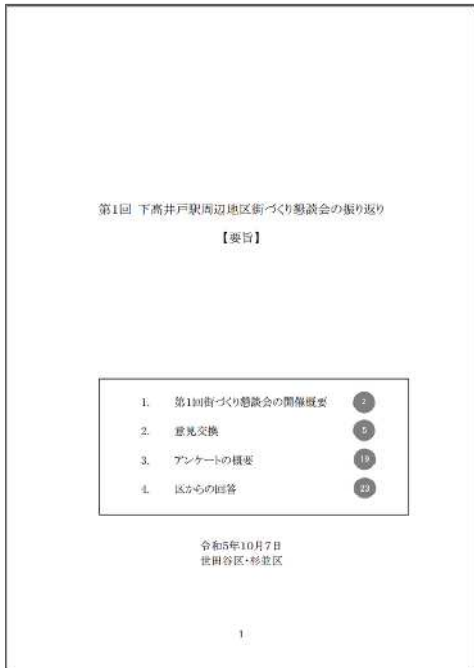 第1回 下高井戸駅周辺地区街づくり懇談会の振り返り
【要旨】
1. 第1回街づくり懇談会の開催概要 2
2. 意見交換 5
3. アンケートの概要 19
4. 区からの回答 23
令和5年10月7日
世田谷区・杉並区
1